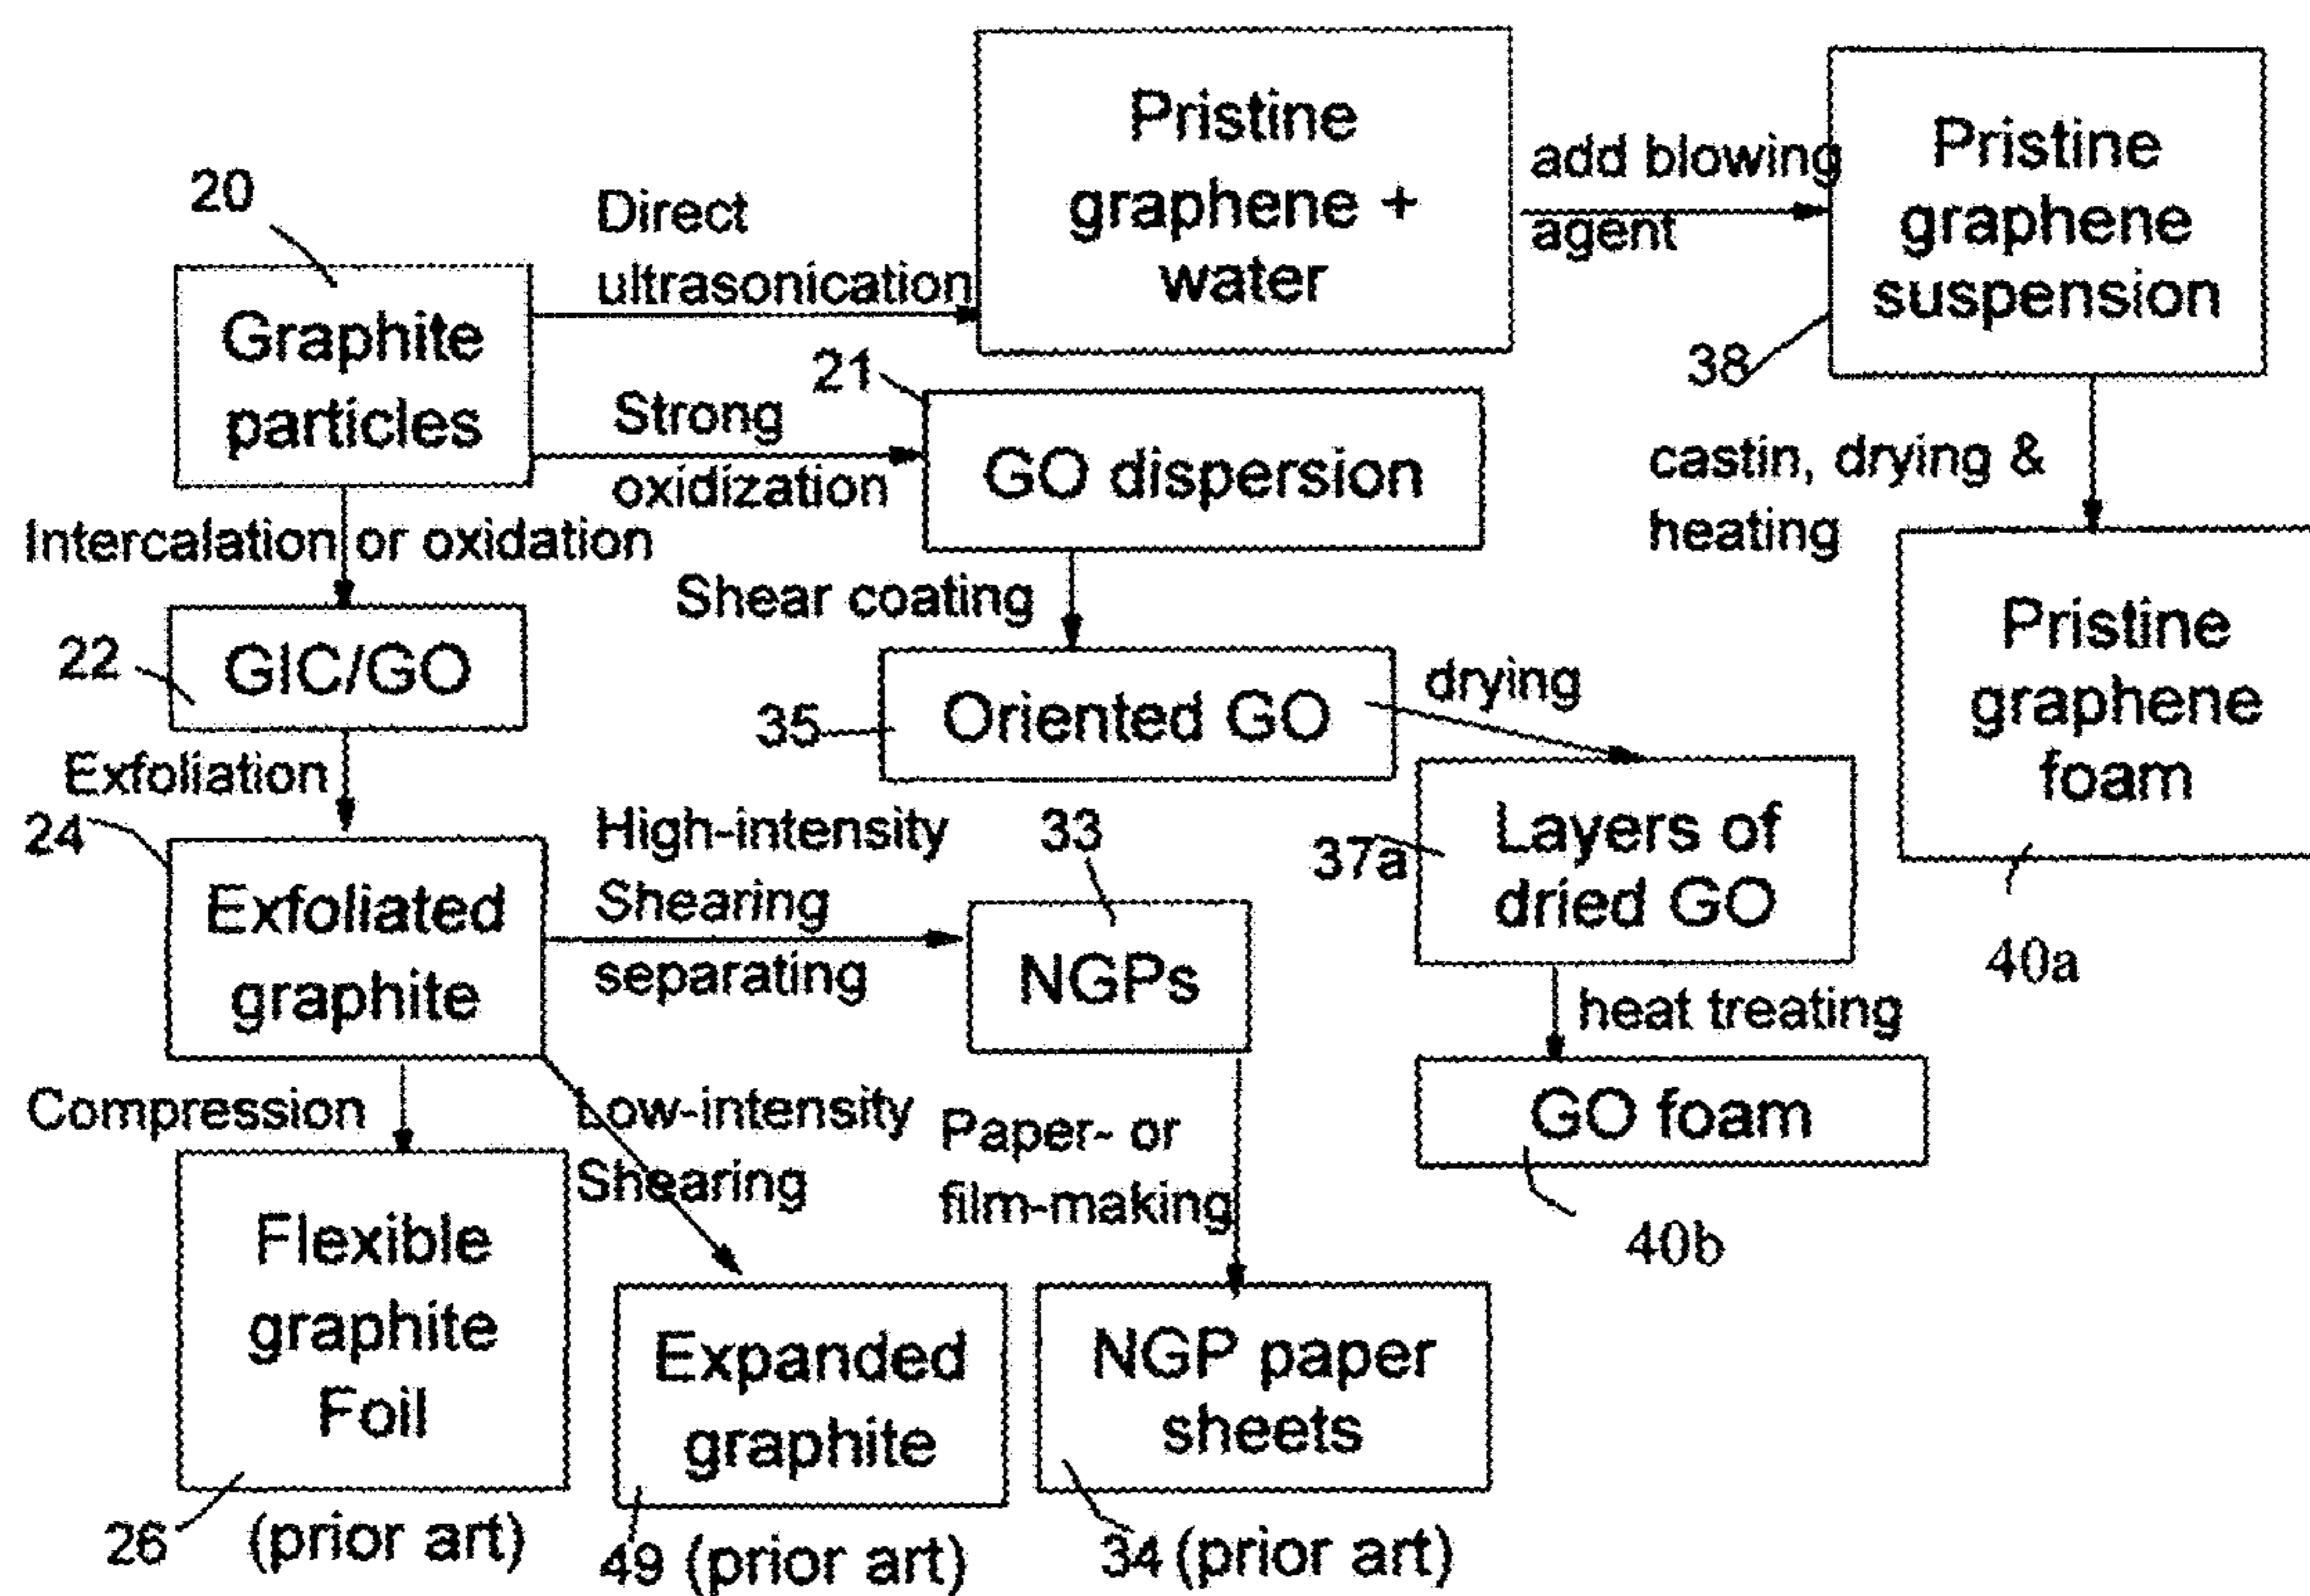 20
Graphite
particles
Direct
ultrasonication
Pristine
graphene +
water
add blowing
agent
Pristine
graphene
suspension
38
castin, drying &
heating
Pristine
graphene
foam
40a
Strong
oxidization
21
GO dispersion
Shear coating
35
Oriented GO
drying
37a
Layers of
dried GO
heat treating
GO foam
40b
Intercalation or oxidation
22
GIC/GO
Exfoliation
24
Exfoliated
graphite
High-intensity
Shearing
separating
33
NGPs
Paper- or
film-making
NGP paper
sheets
34 (prior art)
Low-intensity
Shearing
Expanded
graphite
49 (prior art)
Compression
Flexible
graphite
Foil
26 (prior art)